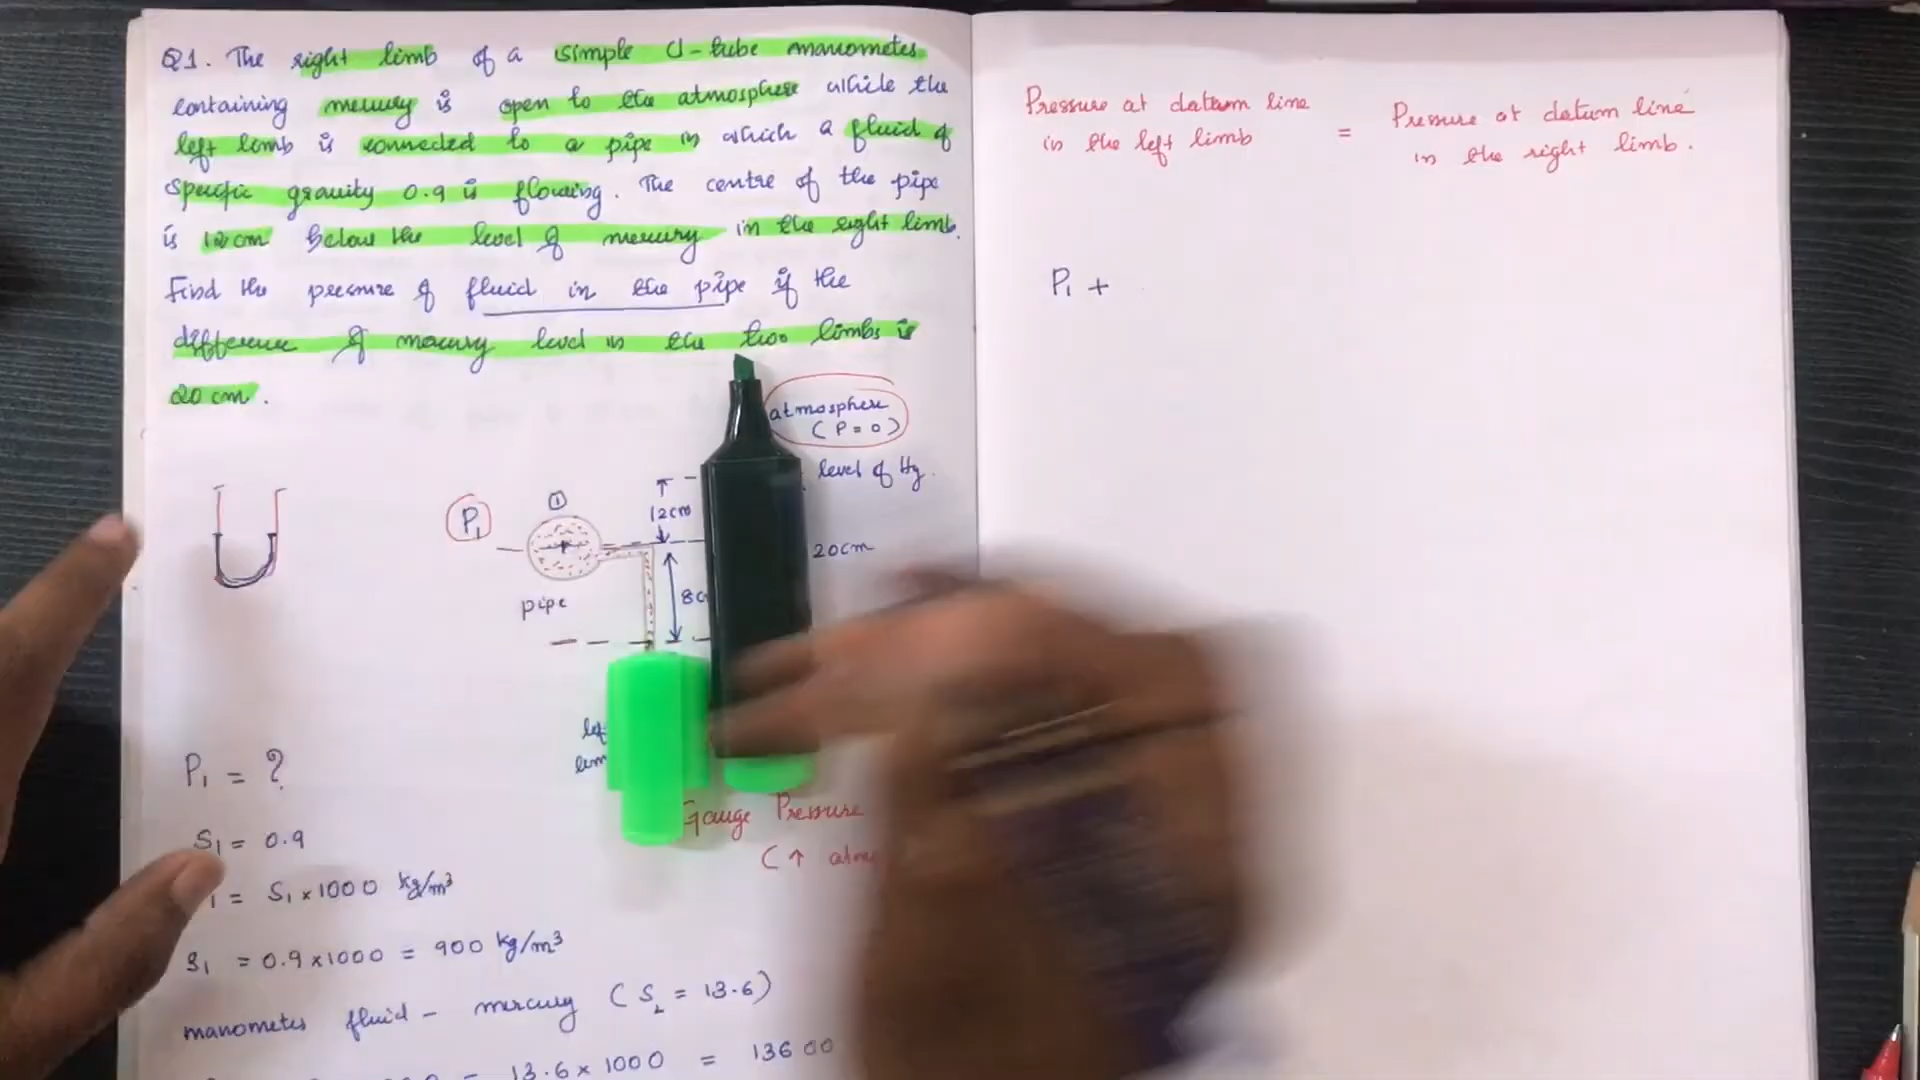 Q1. The right limb of a simple U-tube manometer
containing mercury is open to the atmosphere while the
left limb is connected to a pipe in which a fluid of
specific gravity 0.9 is flowing. The centre of the pipe
is 12 cm below the level of mercury in the right limb.
Find the pressure of fluid in the pipe if the
difference of mercury level in the two limbs is
20 cm.
atmosphere
(P=0)
level of Hg.
P₁
①
12cm
20cm
pipe
P₁ = ?
S₁ = 0.9
= S₁ × 1000 kg/m³
Gauge Pressure
(↑
S₁ = 0.9×1000 = 900 kg/m³
manometer fluid - mercury (S₂ = 13.6)
= 13.6 × 1000 = 13600
Pressure at datum line
in the left limb
=
Pressure at datum line
in the right limb.
P₁ +